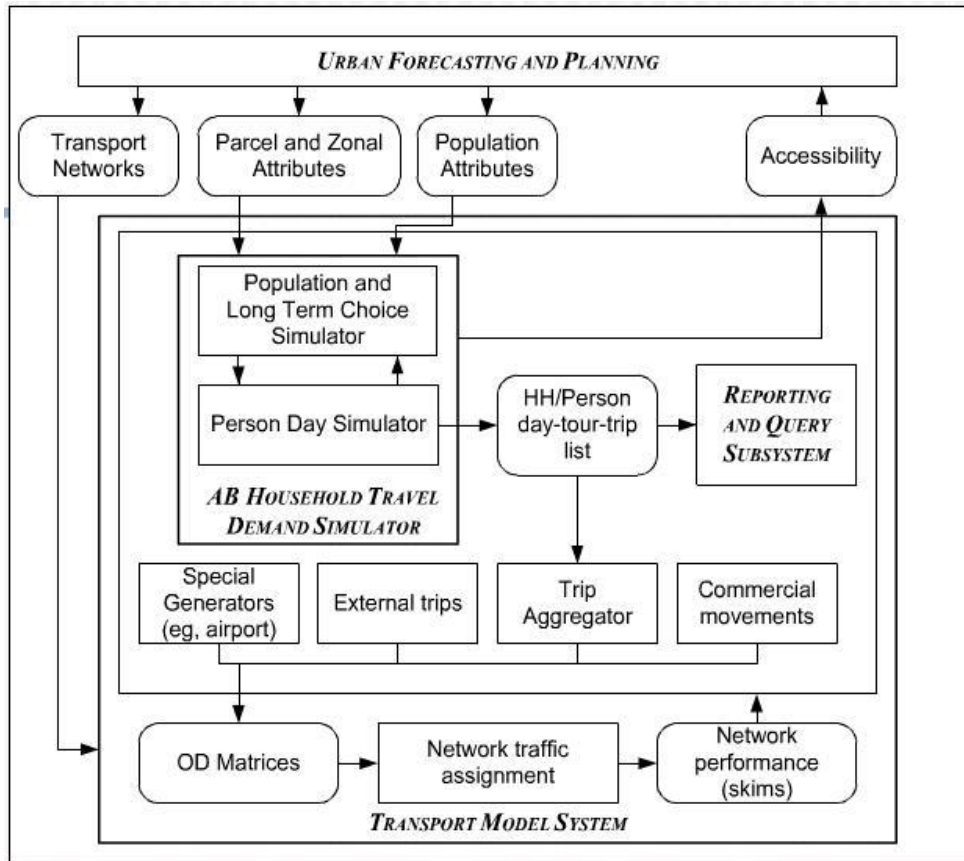 URBAN FORECASTING AND PLANNING
Transport
Networks
Parcel and Zonal
Attributes
Population
Attributes
Accessibility
Population and
Long Term Choice
Simulator
Person Day Simulator
AB HOUSEHOLD TRAVEL
DEMAND SIMULATOR
HH/Person
day-tour-trip
list
REPORTING
AND QUERY
SUBSYSTEM
Special
Generators
(eg, airport)
External trips
Trip
Aggregator
Commercial
movements
OD Matrices
Network traffic
assignment
Network
performance
(skims)
TRANSPORT MODEL SYSTEM